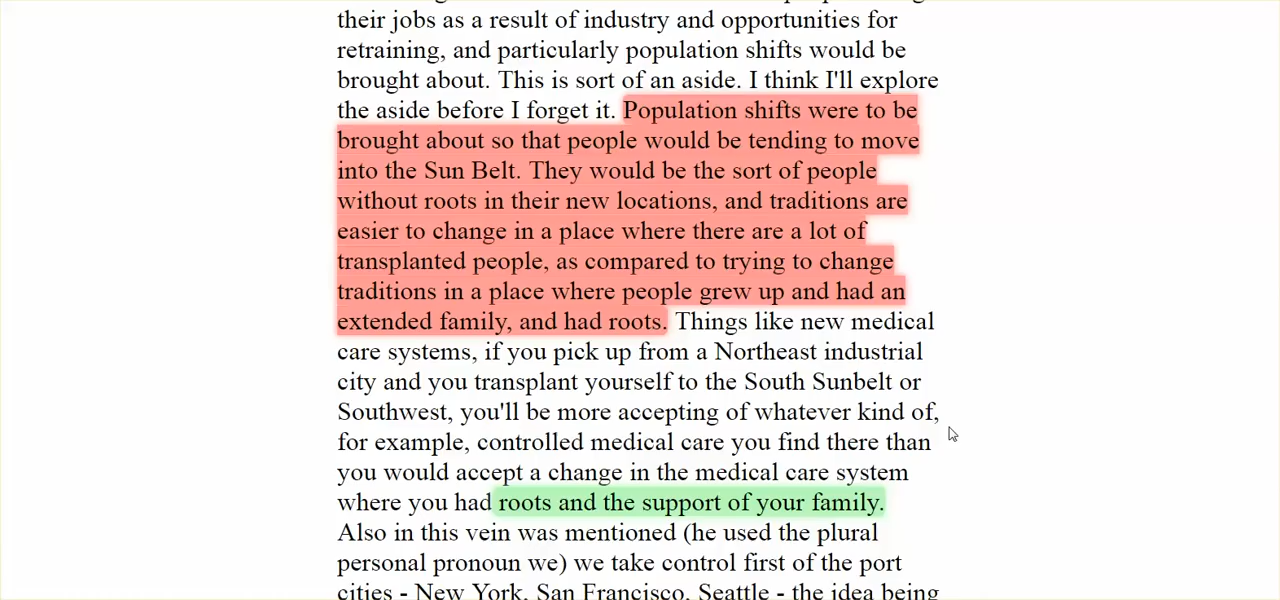 their jobs as a result of industry and opportunities for
retraining, and particularly population shifts would be
brought about. This is sort of an aside. I think I'll explore
the aside before I forget it. Population shifts were to be
brought about so that people would be tending to move
into the Sun Belt. They would be the sort of people
without roots in their new locations, and traditions are
easier to change in a place where there are a lot of
transplanted people, as compared to trying to change
traditions in a place where people grew up and had an
extended family, and had roots. Things like new medical
care systems, if you pick up from a Northeast industrial
city and you transplant yourself to the South Sunbelt or
Southwest, you'll be more accepting of whatever kind of,
for example, controlled medical care you find there than
you would accept a change in the medical care system
where you had roots and the support of your family.
Also in this vein was mentioned (he used the plural
personal pronoun we) we take control first of the port
cities - New York, San Francisco, Seattle - the idea being